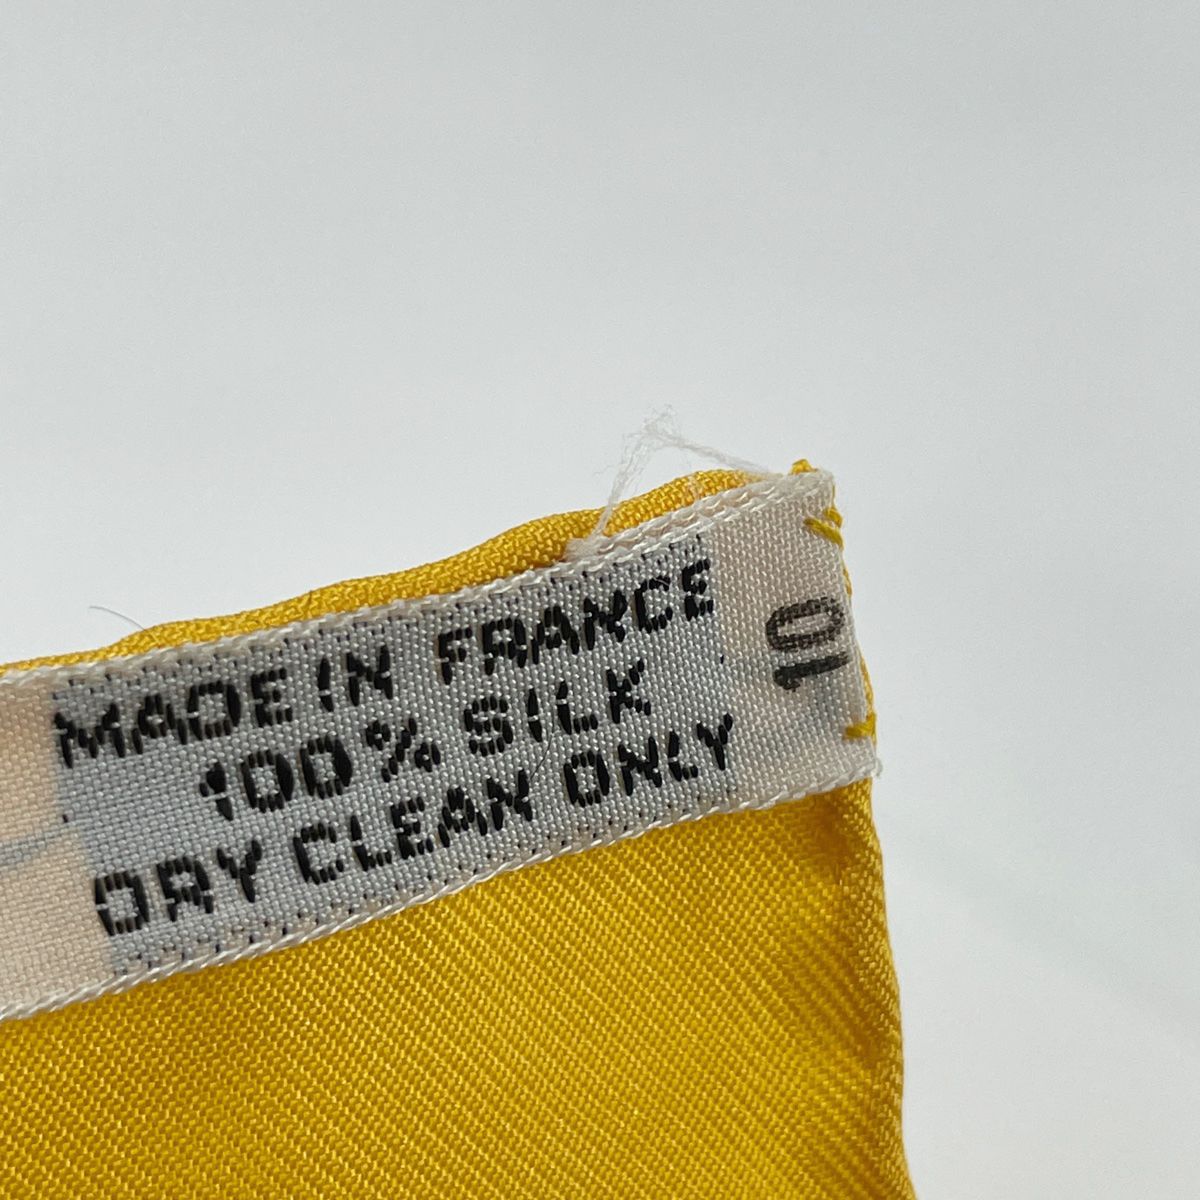 MADE IN FRANCE
100% SILK
DRY CLEAN ONLY
10